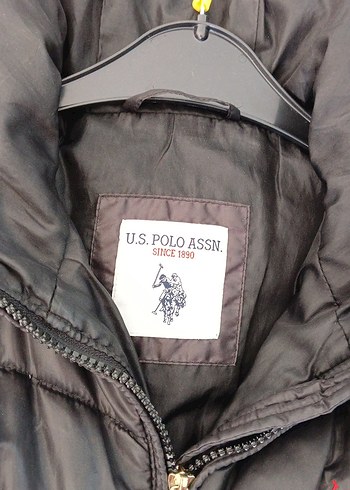 U.S. POLO ASSN.
SINCE 1890